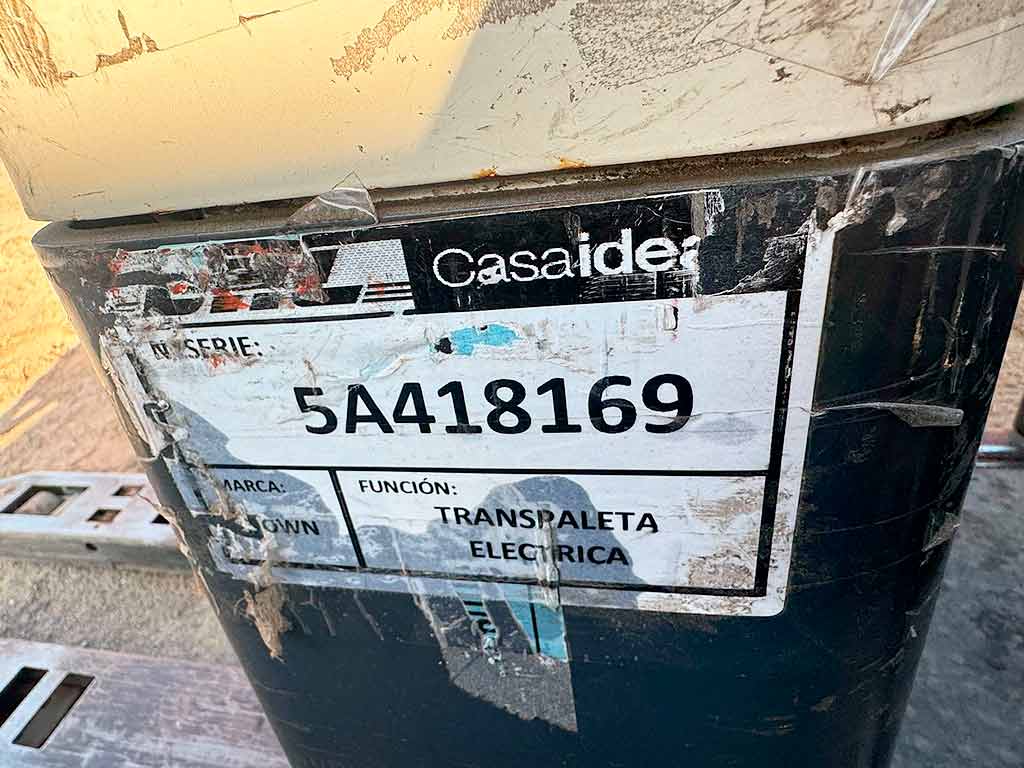 Casaidea
N° SERIE:
5A418169
MARCA:
FUNCIÓN:
TRANSPALETA
ELECTRICA